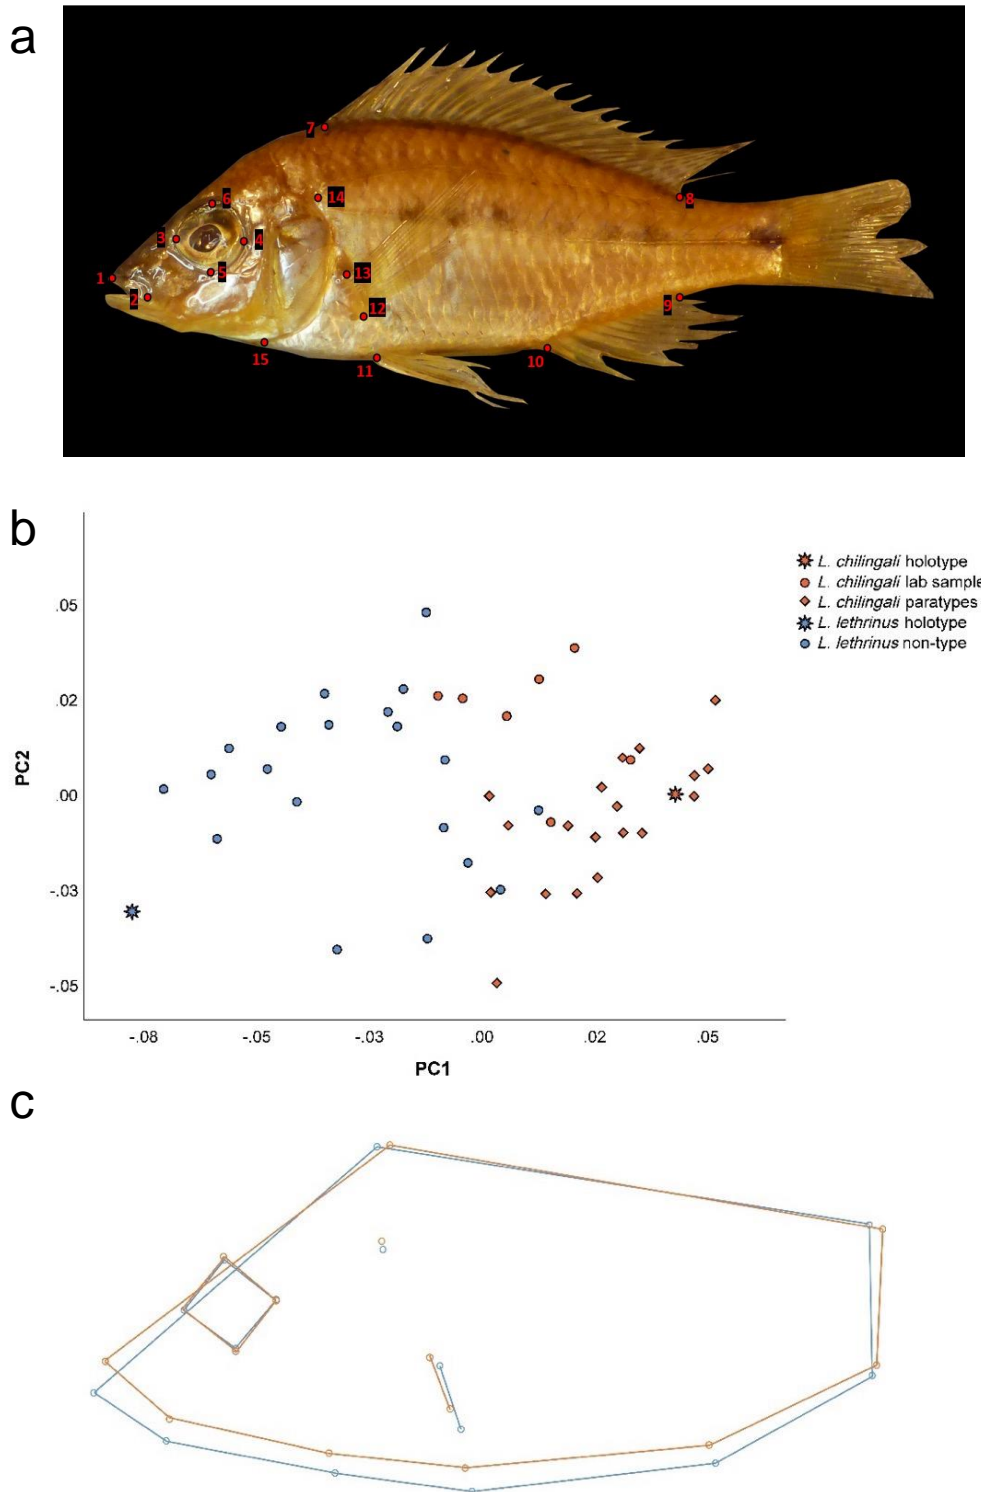 a
7
6
14
8
3
4
5
1
13
2
9
12
15
11
10
b
L. chilingali holotype
L. chilingali lab sample
L. chilingali paratypes
L. lethrinus holotype
L. lethrinus non-type
.05
.02
.00
-.03
-.05
PC2
-.08
-.05
-.03
.00
.02
.05
PC1
c